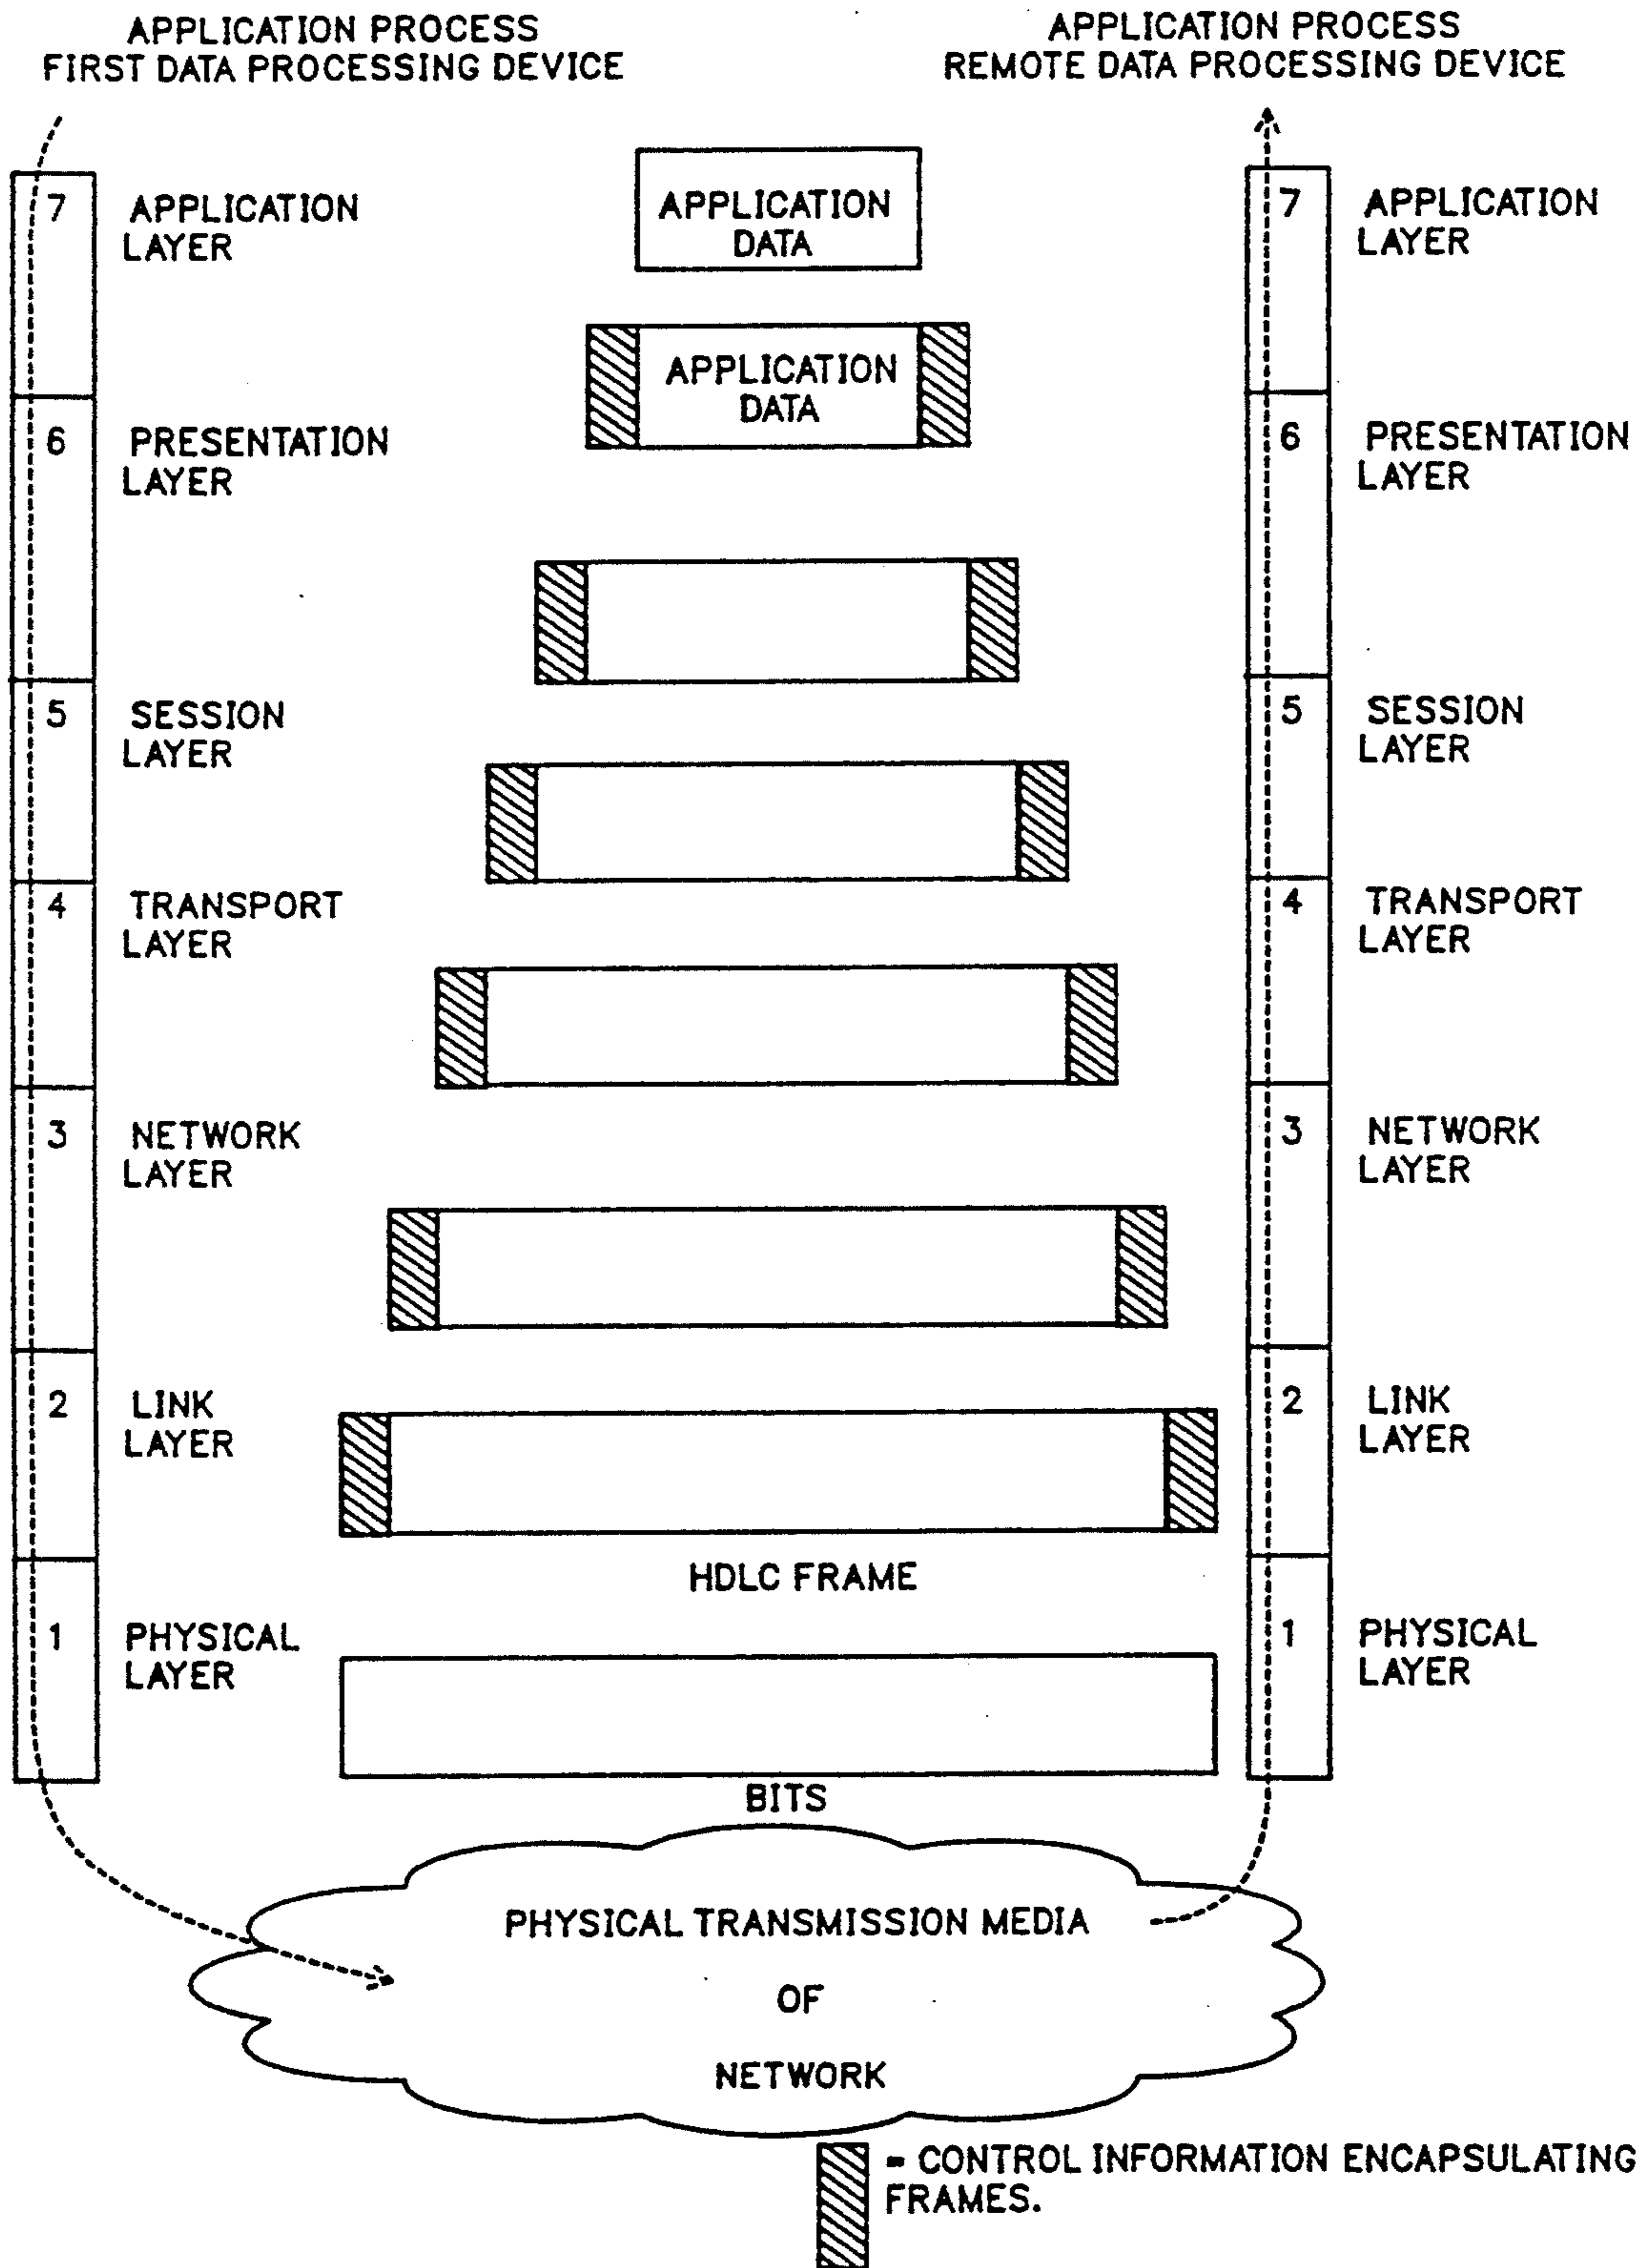 APPLICATION PROCESS
FIRST DATA PROCESSING DEVICE
APPLICATION PROCESS
REMOTE DATA PROCESSING DEVICE
7
APPLICATION
LAYER
APPLICATION
DATA
7
APPLICATION
LAYER
APPLICATION
DATA
6
PRESENTATION
LAYER
6
PRESENTATION
LAYER
5
SESSION
LAYER
5
SESSION
LAYER
4
TRANSPORT
LAYER
4
TRANSPORT
LAYER
3
NETWORK
LAYER
3
NETWORK
LAYER
2
LINK
LAYER
2
LINK
LAYER
HDLC FRAME
1
PHYSICAL
LAYER
1
PHYSICAL
LAYER
BITS
PHYSICAL TRANSMISSION MEDIA
OF
NETWORK
= CONTROL INFORMATION ENCAPSULATING
FRAMES.